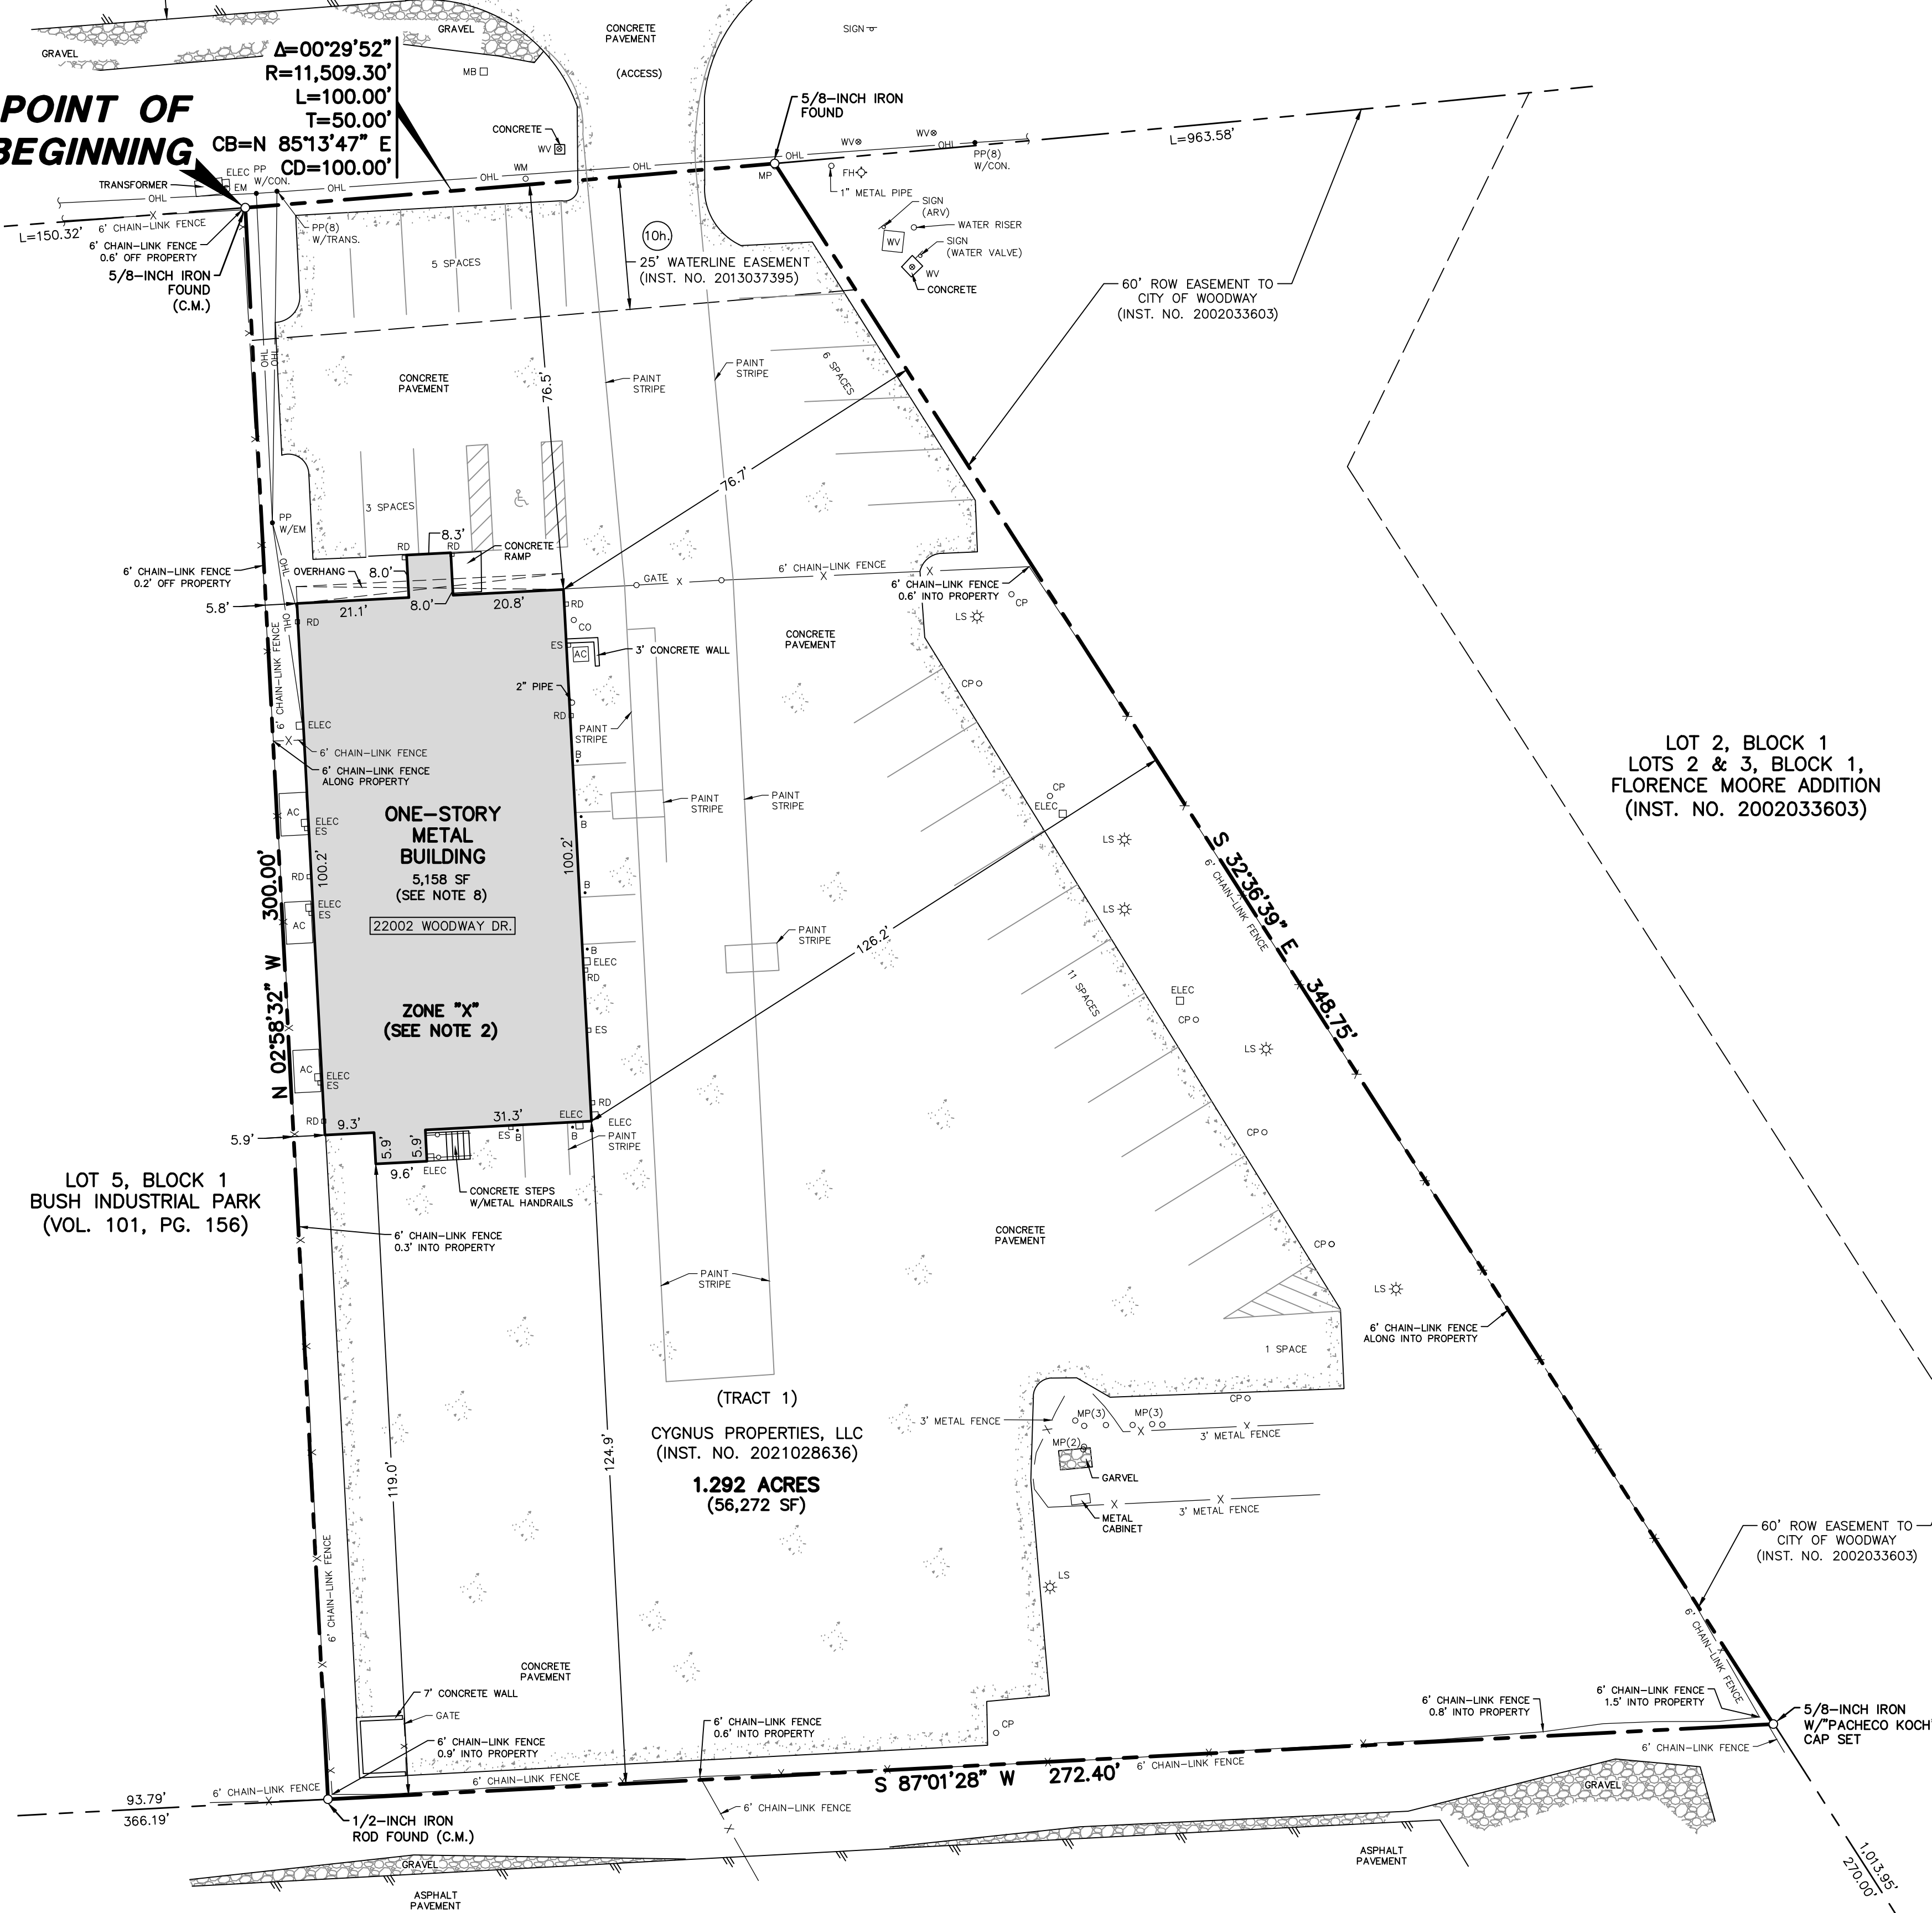 GRAVEL
GRAVEL
CONCRETE
PAVEMENT
(ACCESS)
SIGN
Δ=00°29'52"
R=11,509.30'
L=100.00'
T=50.00'
CB=N 85°13'47" E
CD=100.00'
MB
POINT OF
BEGINNING
5/8-INCH IRON
FOUND
CONCRETE
WV
WV
WV
OHL
L=963.58'
PP(8)
W/CON.
TRANSFORMER
ELEC
EM
PP
W/CON.
OHL
OHL
OHL
WM
OHL
OHL
MP
FH
1" METAL PIPE
L=150.32'
6' CHAIN-LINK FENCE
6' CHAIN-LINK FENCE
0.6' OFF PROPERTY
5/8-INCH IRON
FOUND
(C.M.)
PP(8)
W/TRANS.
5 SPACES
10h.
25' WATERLINE EASEMENT
(INST. NO. 2013037395)
SIGN
(ARV)
WATER RISER
WV
SIGN
(WATER VALVE)
WV
CONCRETE
60' ROW EASEMENT TO
CITY OF WOODWAY
(INST. NO. 2002033603)
OHL
OHL
CONCRETE
PAVEMENT
76.5'
PAINT
STRIPE
PAINT
STRIPE
6 SPACES
76.7'
3 SPACES
PP
W/EM
8.3'
RD
RD
CONCRETE
RAMP
6' CHAIN-LINK FENCE
0.2' OFF PROPERTY
OHL
OVERHANG
8.0'
GATE
6' CHAIN-LINK FENCE
6' CHAIN-LINK FENCE
0.6' INTO PROPERTY
CP
5.8'
21.1'
8.0'
20.8'
OHL
RD
RD
CO
LS
ES
AC
3' CONCRETE WALL
CONCRETE
PAVEMENT
6' CHAIN-LINK FENCE
2" PIPE
RD
CP
ELEC
PAINT
STRIPE
6' CHAIN-LINK FENCE
B
6' CHAIN-LINK FENCE
ALONG PROPERTY
LOT 2, BLOCK 1
LOTS 2 & 3, BLOCK 1,
FLORENCE MOORE ADDITION
(INST. NO. 2002033603)
AC
ELEC
ES
ONE-STORY
METAL
BUILDING
5,158 SF
(SEE NOTE 8)
22002 WOODWAY DR.
B
PAINT
STRIPE
PAINT
STRIPE
CP
ELEC
LS
100.2'
100.2'
RD
B
S 32°36'39" E 348.75'
6' CHAIN-LINK FENCE
ELEC
ES
AC
LS
PAINT
STRIPE
126.2'
B
ELEC
RD
N 02°58'32" W 300.00'
ZONE "X"
(SEE NOTE 2)
11 SPACES
ELEC
CP
ES
LS
AC
ELEC
ES
RD
9.3'
31.3'
ELEC
RD
ELEC
ES
B
B
PAINT
STRIPE
CP
5.9'
5.9'
5.9'
9.6'
ELEC
LOT 5, BLOCK 1
BUSH INDUSTRIAL PARK
(VOL. 101, PG. 156)
CONCRETE STEPS
W/METAL HANDRAILS
6' CHAIN-LINK FENCE
0.3' INTO PROPERTY
CONCRETE
PAVEMENT
CP
PAINT
STRIPE
LS
6' CHAIN-LINK FENCE
ALONG INTO PROPERTY
1 SPACE
(TRACT 1)
CYGNUS PROPERTIES, LLC
(INST. NO. 2021028636)
1.292 ACRES
(56,272 SF)
CP
3' METAL FENCE
MP(3)
MP(3)
3' METAL FENCE
MP(2)
GARVEL
119.0'
124.9'
METAL
CABINET
3' METAL FENCE
60' ROW EASEMENT TO
CITY OF WOODWAY
(INST. NO. 2002033603)
6' CHAIN-LINK FENCE
LS
6' CHAIN-LINK FENCE
CONCRETE
PAVEMENT
7' CONCRETE WALL
GATE
6' CHAIN-LINK FENCE
0.9' INTO PROPERTY
6' CHAIN-LINK FENCE
0.6' INTO PROPERTY
CP
6' CHAIN-LINK FENCE
0.8' INTO PROPERTY
6' CHAIN-LINK FENCE
1.5' INTO PROPERTY
5/8-INCH IRON
W/"PACHECO KOCH
CAP SET
6' CHAIN-LINK FENCE
93.79'
366.19'
6' CHAIN-LINK FENCE
6' CHAIN-LINK FENCE
S 87°01'28" W 272.40'
6' CHAIN-LINK FENCE
6' CHAIN-LINK FENCE
1/2-INCH IRON
ROD FOUND (C.M.)
GRAVEL
GRAVEL
ASPHALT
PAVEMENT
ASPHALT
PAVEMENT
1,013.95'
270.00'